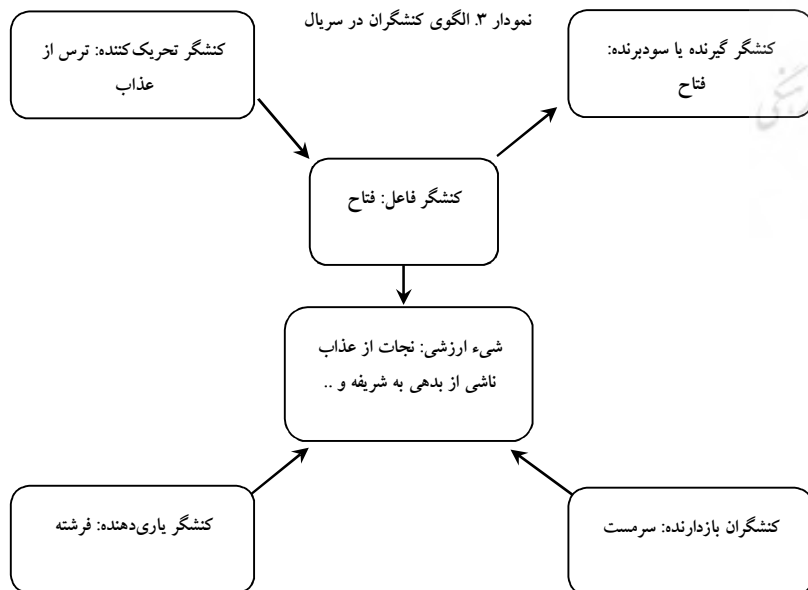 نمودار ۳. الگوی کنشگران در سریال
کنشگر تحریک‌کننده: ترس از
عذاب
کنشگر گیرنده یا سودبرنده:
فتاح
کنشگر فاعل: فتاح
شیء ارزشی: نجات از عذاب
ناشی از بدهی به شریفه و ..
کنشگر یاری‌دهنده: فرشته
کنشگران بازدارنده: سرمست